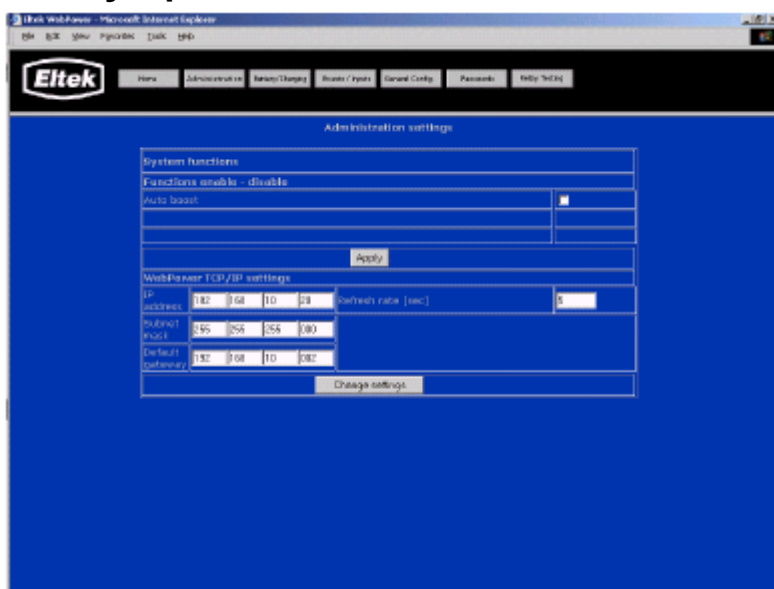 Eltek WebPower - Microsoft Internet Explorer
File Edit View Favorites Tools Help
Eltek
Home Administration Battery/Charging Boosts / Inputs General Config Passwords
Administration settings
System functions
Functions enable - disable
Auto boost
Apply
WebPower TCP/IP settings
IP address 192 168 10 20 Refresh rate [sec] 5
Subnet mask 255 255 255 000
Default gateway 192 168 10 002
Change settings